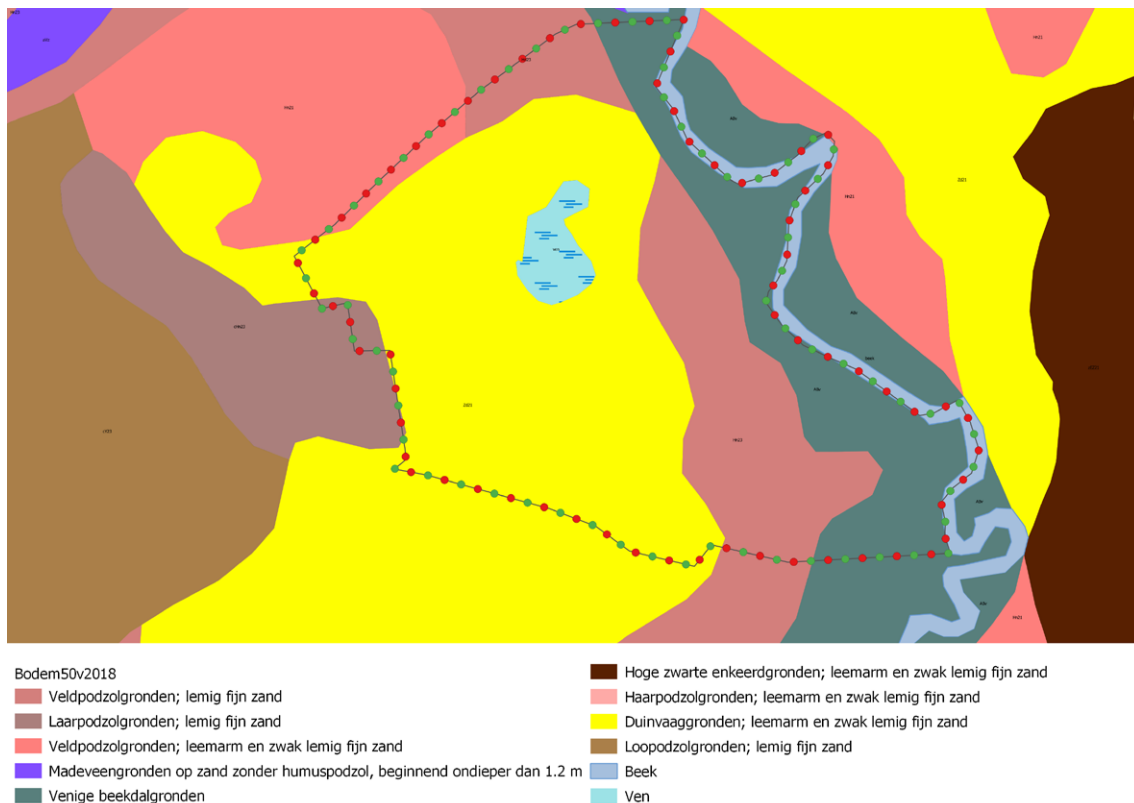 Bodem50v2018
Veldpodzolgronden; lemig fijn zand
Laarpodzolgronden; lemig fijn zand
Veldpodzolgronden; leemarm en zwak lemig fijn zand
Madeveengronden op zand zonder humuspodzol, beginnend ondieper dan 1.2 m
Venige beekdalgronden
Hoge zwarte enkeerdgronden; leemarm en zwak lemig fijn zand
Haarpodzolgronden; leemarm en zwak lemig fijn zand
Duinvaaggronden; leemarm en zwak lemig fijn zand
Loopodzolgronden; lemig fijn zand
Beek
Ven